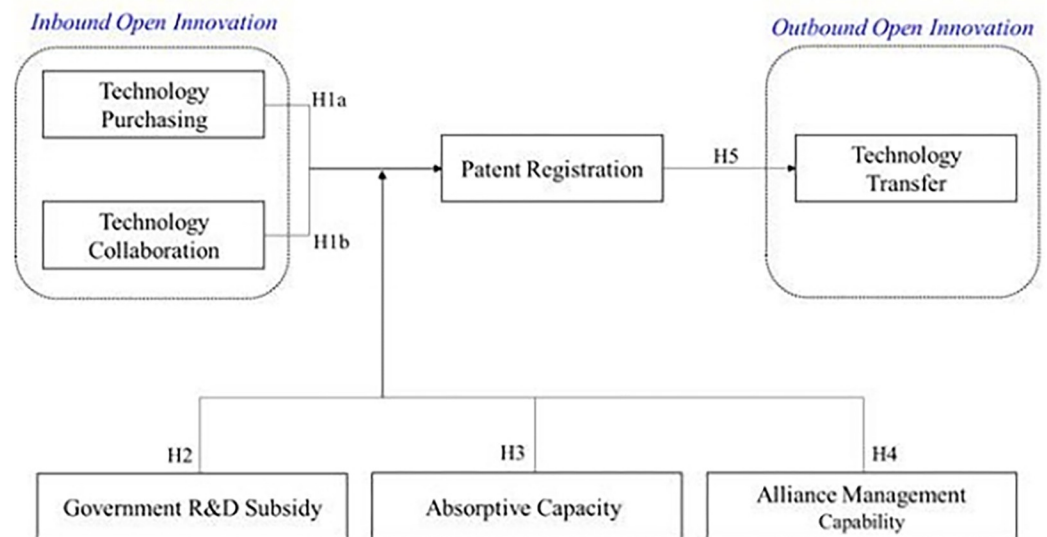 Inbound Open Innovation
Outbound Open Innovation
Technology
Purchasing
H1a
Patent Registration
H5
Technology
Transfer
Technology
Collaboration
H1b
H2
H3
H4
Government R&D Subsidy
Absorptive Capacity
Alliance Management
Capability